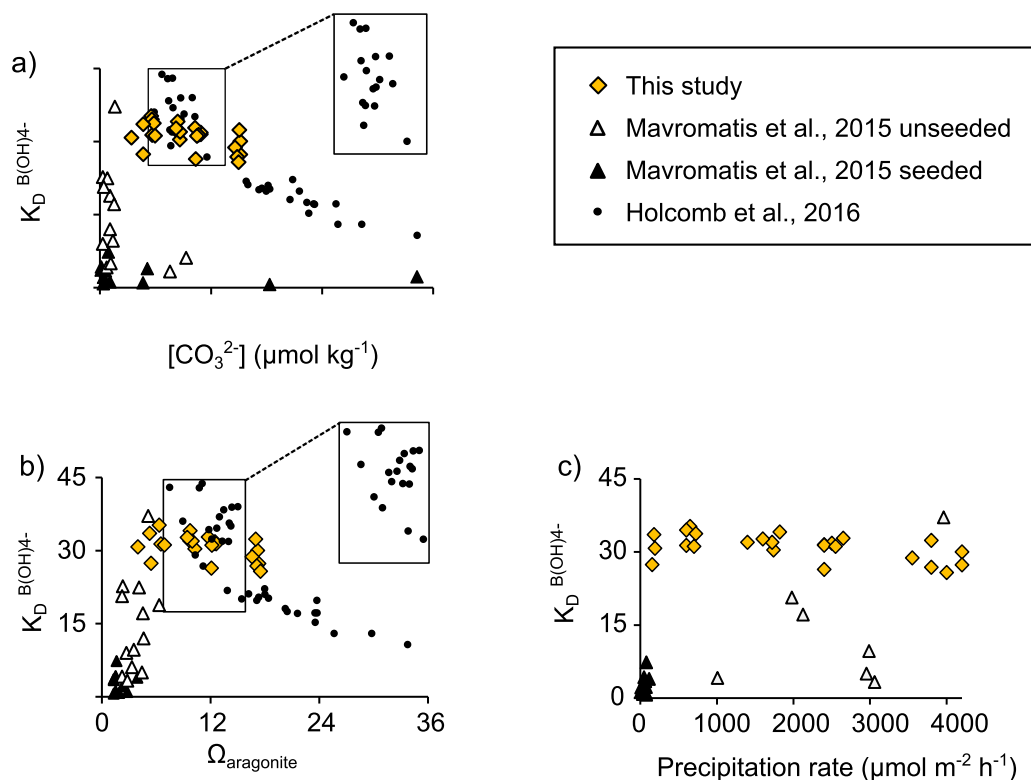 a)
K_D^B(OH)4-
[CO₃²⁻] (µmol kg⁻¹)
This study
Mavromatis et al., 2015 unseeded
Mavromatis et al., 2015 seeded
Holcomb et al., 2016
b)
45
30
15
K_D^B(OH)4-
0 12 24 36
Ωaragonite
c)
45
30
15
0
K_D^B(OH)4-
0 1000 2000 3000 4000
Precipitation rate (µmol m⁻² h⁻¹)